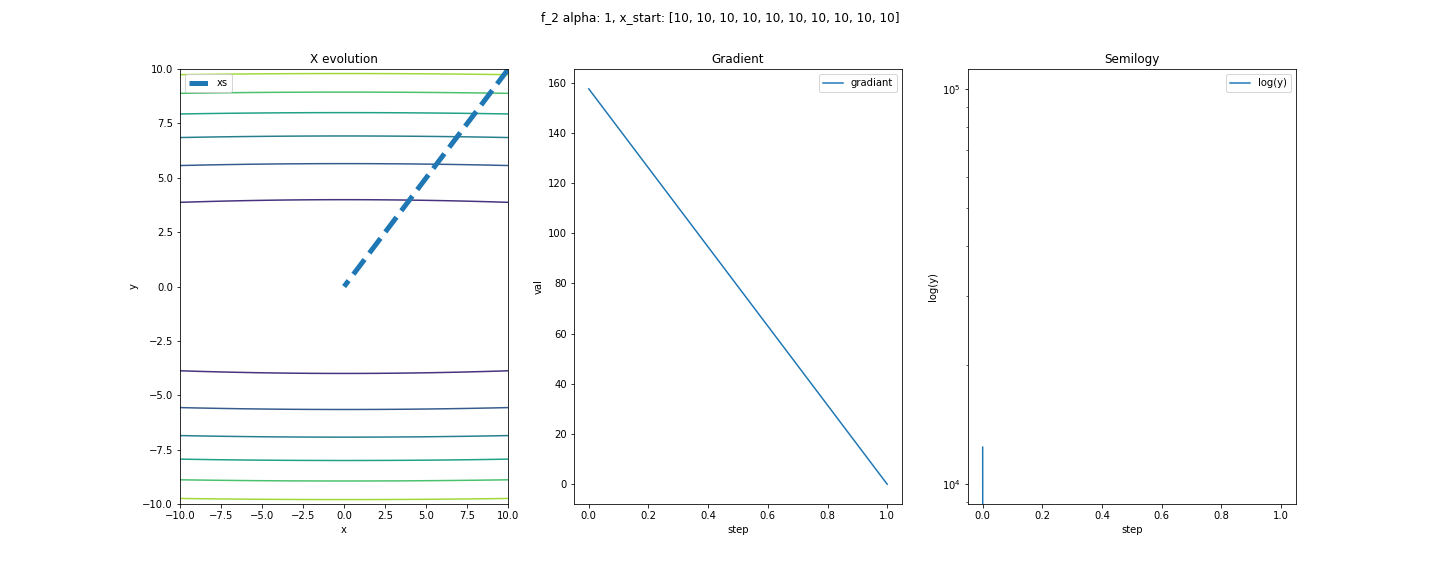 f_2 alpha: 1, x_start: [10, 10, 10, 10, 10, 10, 10, 10, 10, 10]
X evolution
xs
10.0
7.5
5.0
2.5
0.0
−2.5
−5.0
−7.5
−10.0
y
−10.0 −7.5 −5.0 −2.5 0.0 2.5 5.0 7.5 10.0
x
Gradient
gradiant
160
140
120
100
80
60
40
20
0
val
0.0 0.2 0.4 0.6 0.8 1.0
step
Semilogy
log(y)
10⁵
10⁴
log(y)
0.0 0.2 0.4 0.6 0.8 1.0
step